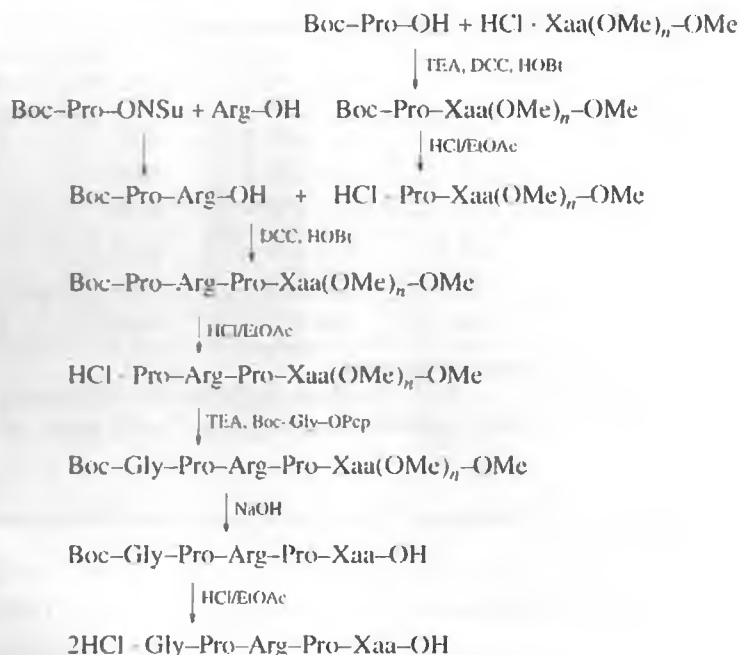 Boc–Pro–OH + HCl · Xaa(OMe)n–OMe
TEA, DCC, HOBt
Boc–Pro–ONSu + Arg–OH Boc–Pro–Xaa(OMe)n–OMe
HCl/EtOAc
Boc–Pro–Arg–OH + HCl · Pro–Xaa(OMe)n–OMe
DCC, HOBt
Boc–Pro–Arg–Pro–Xaa(OMe)n–OMe
HCl/EtOAc
HCl · Pro–Arg–Pro–Xaa(OMe)n–OMe
TEA, Boc-Gly–OPcp
Boc–Gly–Pro–Arg–Pro–Xaa(OMe)n–OMe
NaOH
Boc–Gly–Pro–Arg–Pro–Xaa–OH
HCl/EtOAc
2HCl · Gly–Pro–Arg–Pro–Xaa–OH